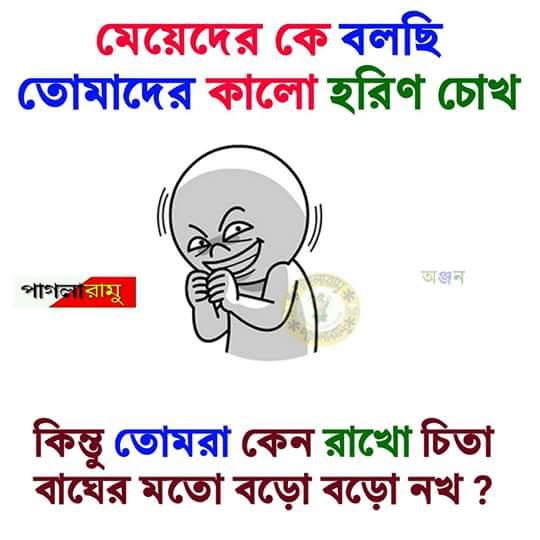 মেয়েদের কে বলছি
তোমাদের কালো হরিণ চোখ
পাগলা রামু
অঞ্জন
কিন্তু তোমরা কেন রাখো চিতা
বাঘের মতো বড়ো বড়ো নখ ?